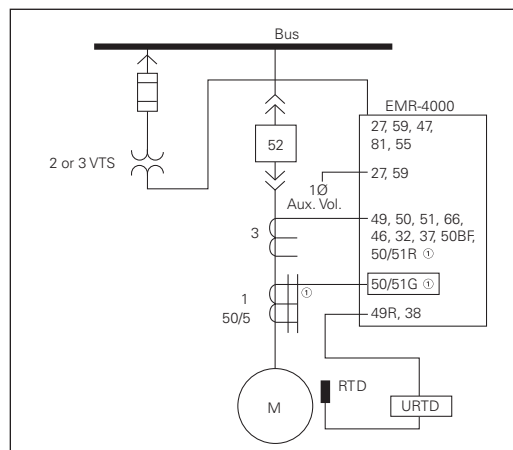 Bus
EMR-4000
27, 59, 47,
81, 55
52
2 or 3 VTS
27, 59
1Ø
Aux. Vol.
3
49, 50, 51, 66,
46, 32, 37, 50BF,
50/51R ①
①
50/51G ①
1
50/5
49R, 38
RTD
URTD
M